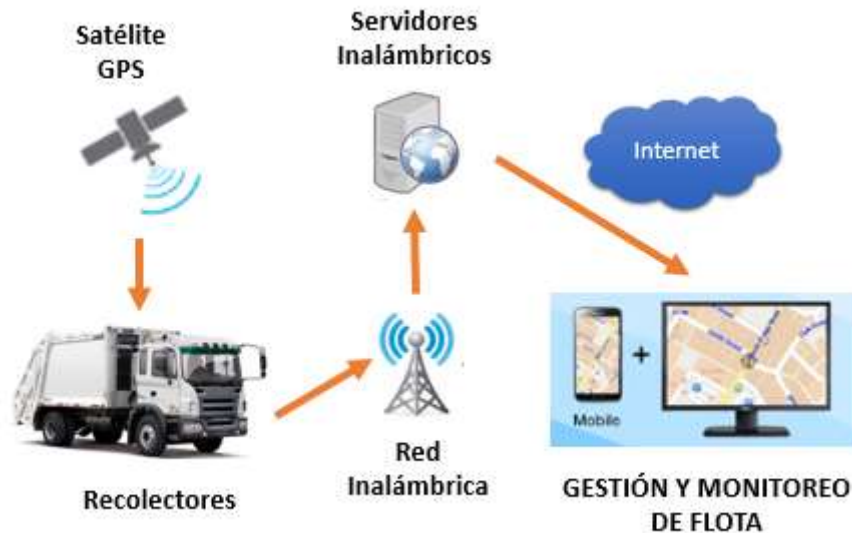 Satélite
GPS
Servidores
Inalámbricos
Internet
Recolectores
Red
Inalámbrica
+
Mobile
GESTIÓN Y MONITOREO
DE FLOTA